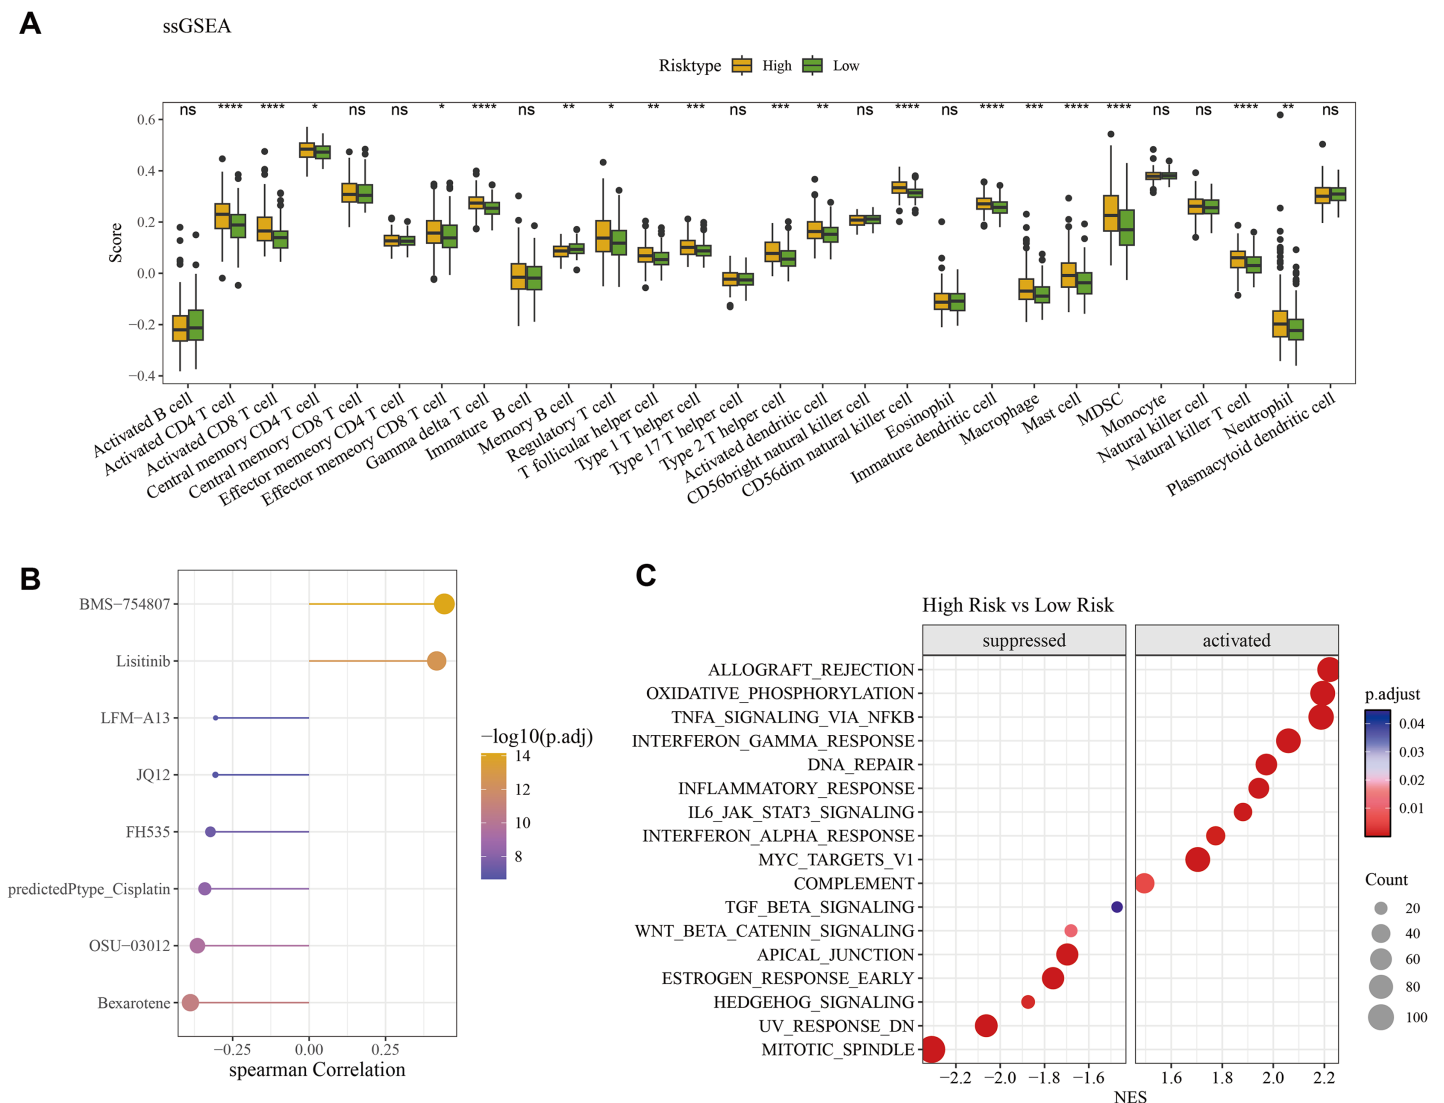 A
ssGSEA
Risktype High Low
ns **** **** * ns ns * **** ns ** * ** *** ns *** ** ns **** ns **** *** **** **** ns ns **** ** ns
Score
0.6
0.4
0.2
0.0
−0.2
−0.4
Activated B cell
Activated CD4 T cell
Activated CD8 T cell
Central memory CD4 T cell
Central memory CD8 T cell
Effector memeory CD4 T cell
Effector memeory CD8 T cell
Gamma delta T cell
Immature B cell
Memory B cell
Regulatory T cell
T follicular helper cell
Type 1 T helper cell
Type 17 T helper cell
Type 2 T helper cell
Activated dendritic cell
CD56bright natural killer cell
CD56dim natural killer cell
Eosinophil
Immature dendritic cell
Macrophage
Mast cell
MDSC
Monocyte
Natural killer cell
Natural killer T cell
Neutrophil
Plasmacytoid dendritic cell
B
BMS−754807
Lisitinib
LFM−A13
JQ12
FH535
predictedPtype_Cisplatin
OSU−03012
Bexarotene
−0.25 0.00 0.25
spearman Correlation
−log10(p.adj)
14
12
10
8
C
High Risk vs Low Risk
suppressed activated
ALLOGRAFT_REJECTION
OXIDATIVE_PHOSPHORYLATION
TNFA_SIGNALING_VIA_NFKB
INTERFERON_GAMMA_RESPONSE
DNA_REPAIR
INFLAMMATORY_RESPONSE
IL6_JAK_STAT3_SIGNALING
INTERFERON_ALPHA_RESPONSE
MYC_TARGETS_V1
COMPLEMENT
TGF_BETA_SIGNALING
WNT_BETA_CATENIN_SIGNALING
APICAL_JUNCTION
ESTROGEN_RESPONSE_EARLY
HEDGEHOG_SIGNALING
UV_RESPONSE_DN
MITOTIC_SPINDLE
−2.2 −2.0 −1.8 −1.6 1.6 1.8 2.0 2.2
NES
p.adjust
0.04
0.03
0.02
0.01
Count
20
40
60
80
100